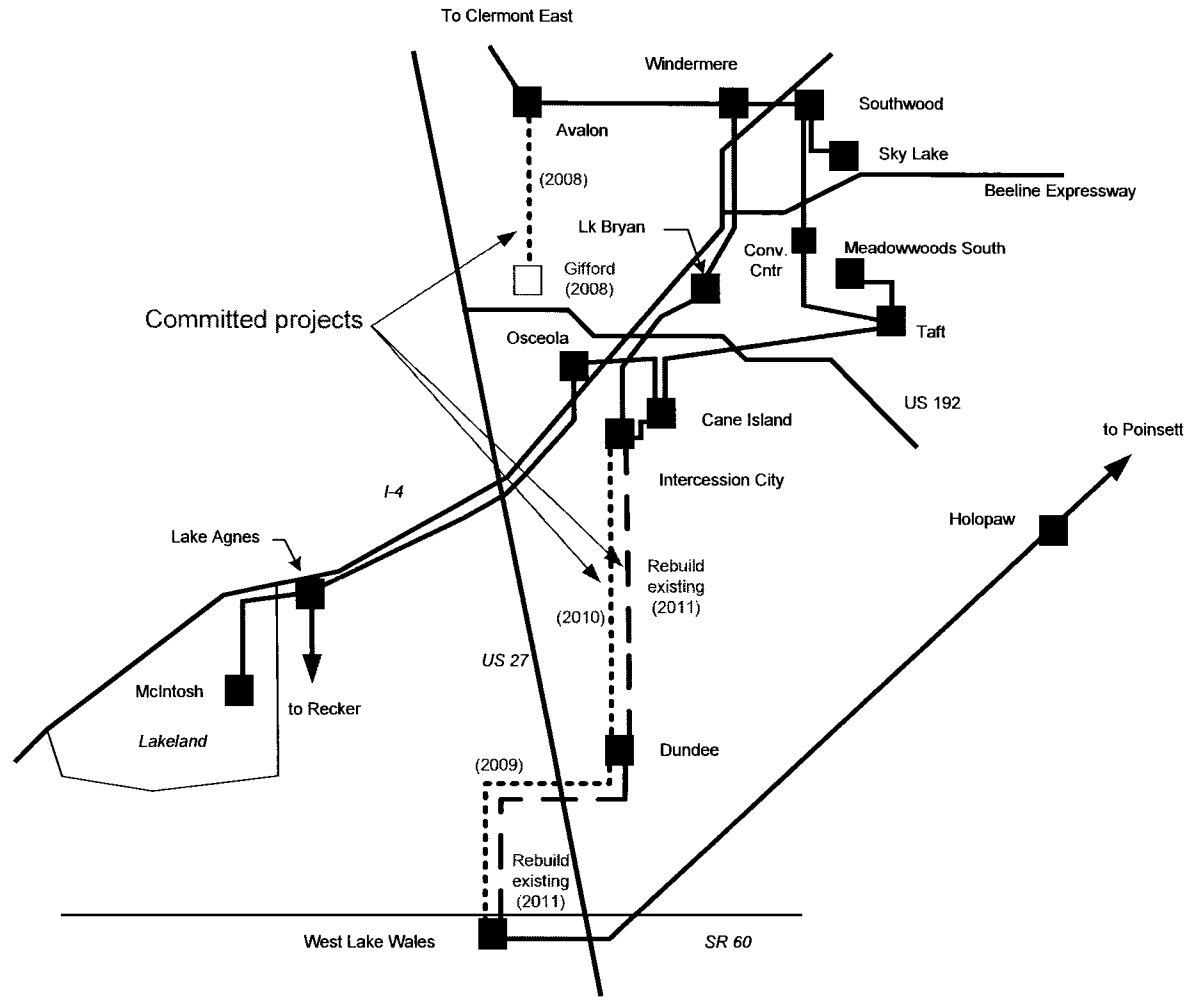 To Clermont East
Windermere
Southwood
Avalon
Sky Lake
(2008)
Beeline Expressway
Lk Bryan
Conv.
Cntr
Meadowwoods South
Gifford
(2008)
Committed projects
Osceola
Taft
US 192
Cane Island
to Poinsett
Intercession City
I-4
Holopaw
Lake Agnes
Rebuild
existing
(2011)
(2010)
US 27
McIntosh
to Recker
Lakeland
Dundee
(2009)
Rebuild
existing
(2011)
West Lake Wales
SR 60